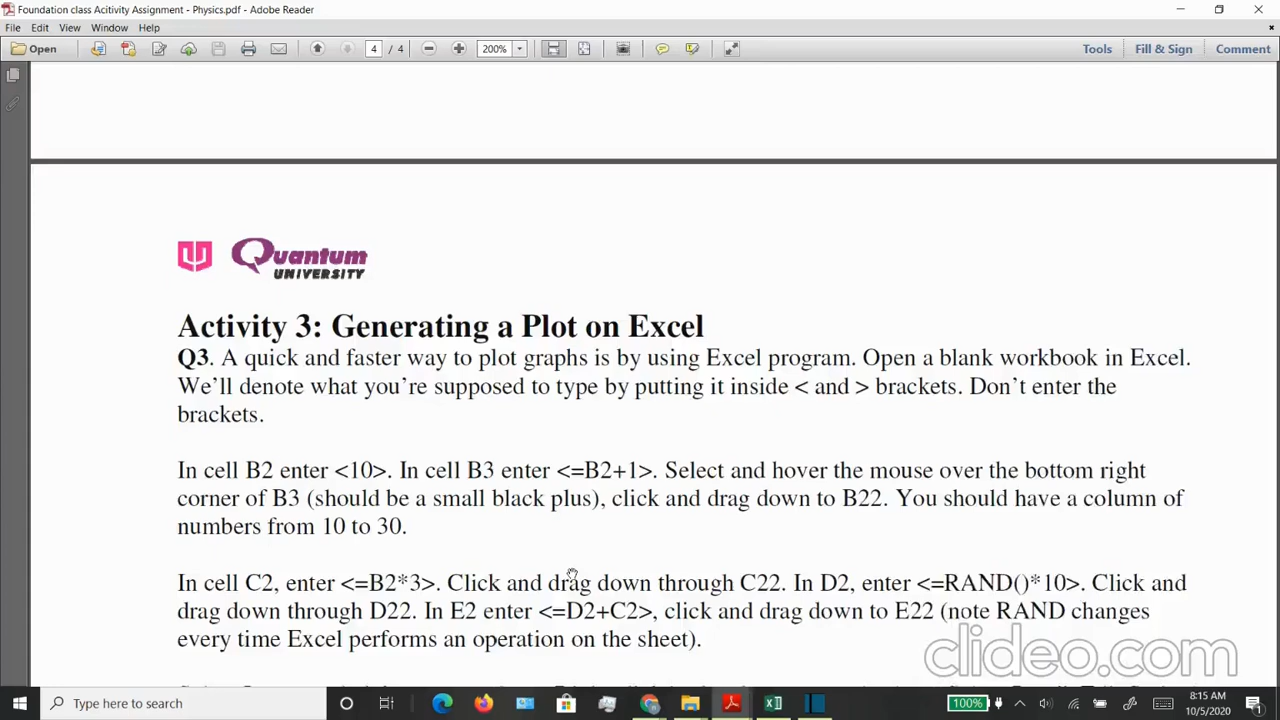 Foundation class Acitivity Assignment - Physics.pdf - Adobe Reader
File Edit View Window Help
Open 4 / 4 200% Tools Fill & Sign Comment
Quantum
UNIVERSITY
Activity 3: Generating a Plot on Excel
Q3. A quick and faster way to plot graphs is by using Excel program. Open a blank workbook in Excel.
We'll denote what you're supposed to type by putting it inside < and > brackets. Don't enter the
brackets.
In cell B2 enter <10>. In cell B3 enter <=B2+1>. Select and hover the mouse over the bottom right
corner of B3 (should be a small black plus), click and drag down to B22. You should have a column of
numbers from 10 to 30.
In cell C2, enter <=B2*3>. Click and drag down through C22. In D2, enter <=RAND()*10>. Click and
drag down through D22. In E2 enter <=D2+C2>, click and drag down to E22 (note RAND changes
every time Excel performs an operation on the sheet).
clideo.com
Type here to search 100% 8:15 AM
10/5/2020